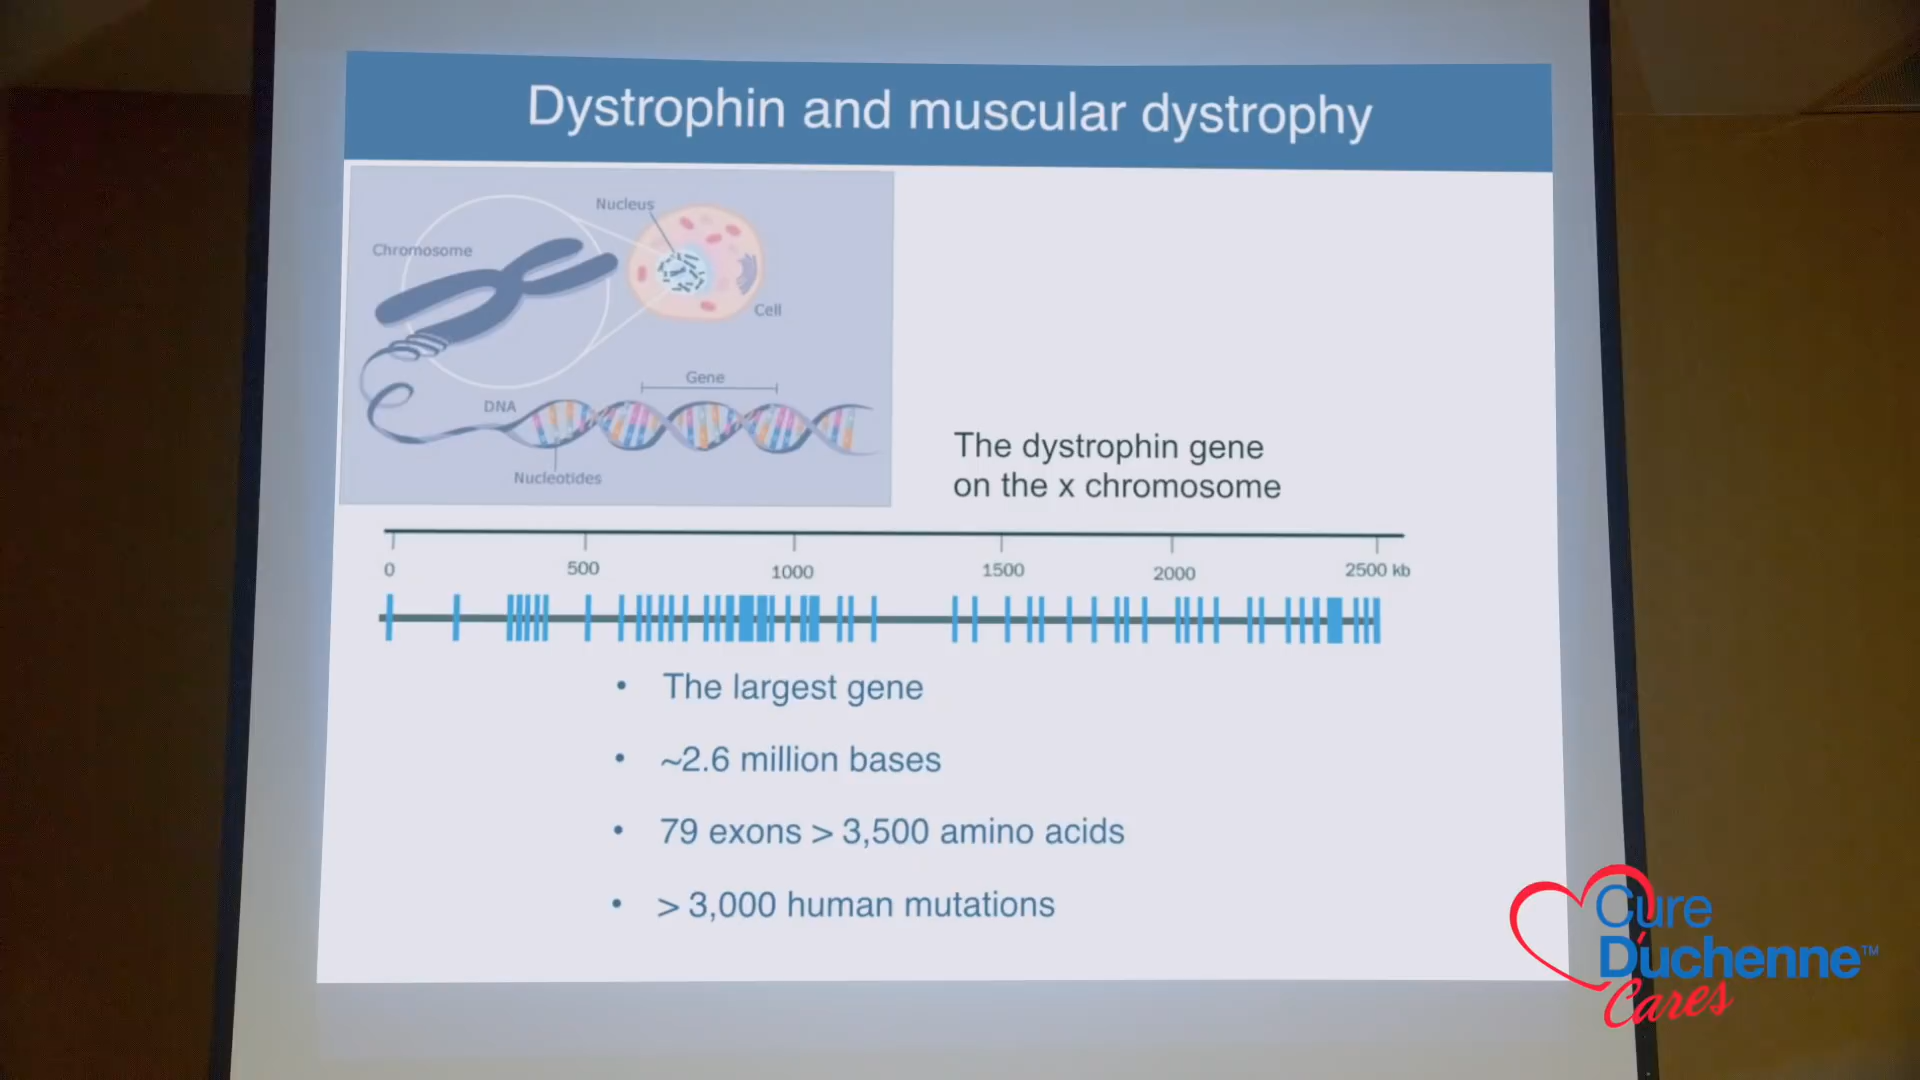 Dystrophin and muscular dystrophy
Nucleus
Chromosome
Cell
Gene
DNA
Nucleotides
The dystrophin gene
on the x chromosome
0 500 1000 1500 2000 2500 kb
• The largest gene
• ~2.6 million bases
• 79 exons > 3,500 amino acids
• > 3,000 human mutations
Cure
Duchenne™
Cares